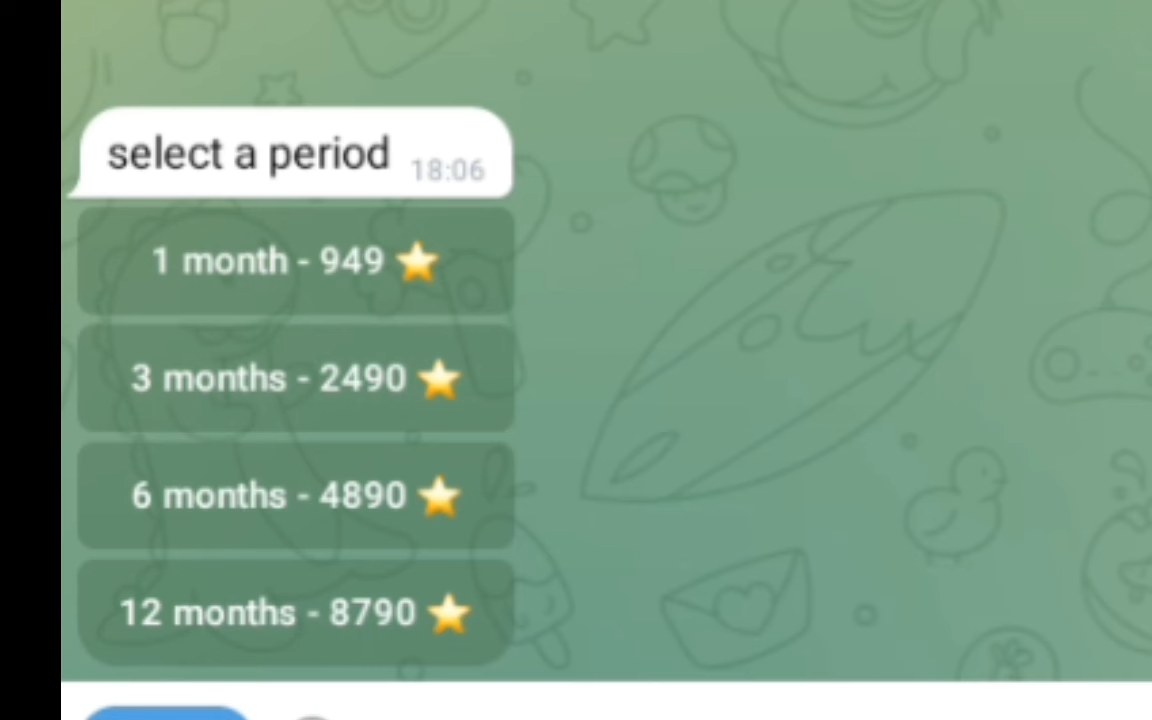 select a period 18:06
1 month - 949 ⭐
3 months - 2490 ⭐
6 months - 4890 ⭐
12 months - 8790 ⭐